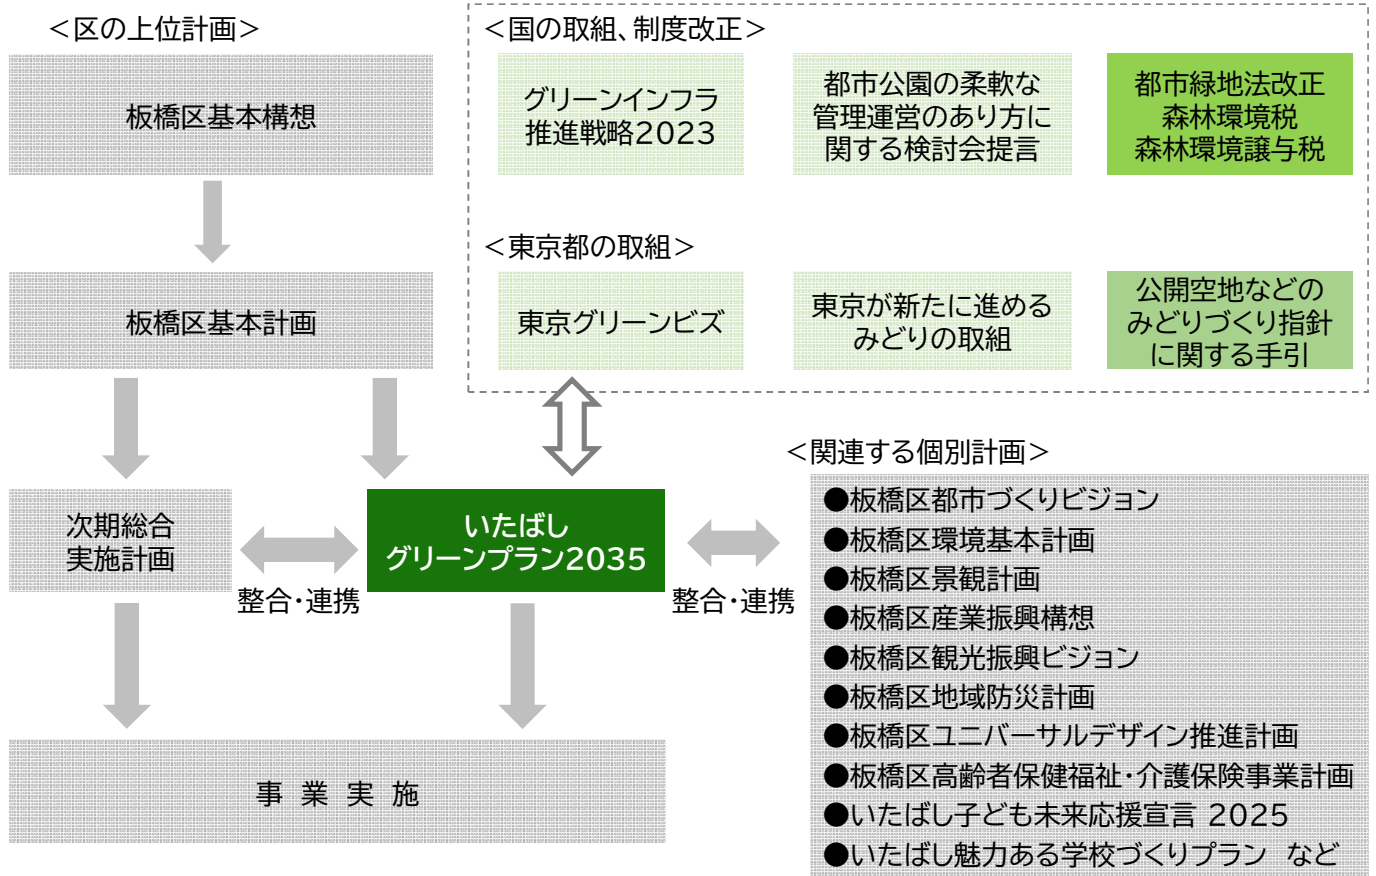 ＜区の上位計画＞
板橋区基本構想
板橋区基本計画
＜国の取組、制度改正＞
グリーンインフラ
推進戦略2023
都市公園の柔軟な
管理運営のあり方に
関する検討会提言
都市緑地法改正
森林環境税
森林環境譲与税
＜東京都の取組＞
東京グリーンビズ
東京が新たに進める
みどりの取組
公開空地などの
みどりづくり指針
に関する手引
次期総合
実施計画
整合・連携
いたばし
グリーンプラン2035
整合・連携
＜関連する個別計画＞
●板橋区都市づくりビジョン
●板橋区環境基本計画
●板橋区景観計画
●板橋区産業振興構想
●板橋区観光振興ビジョン
●板橋区地域防災計画
●板橋区ユニバーサルデザイン推進計画
●板橋区高齢者保健福祉・介護保険事業計画
●いたばし子ども未来応援宣言 2025
●いたばし魅力ある学校づくりプラン など
事 業 実 施